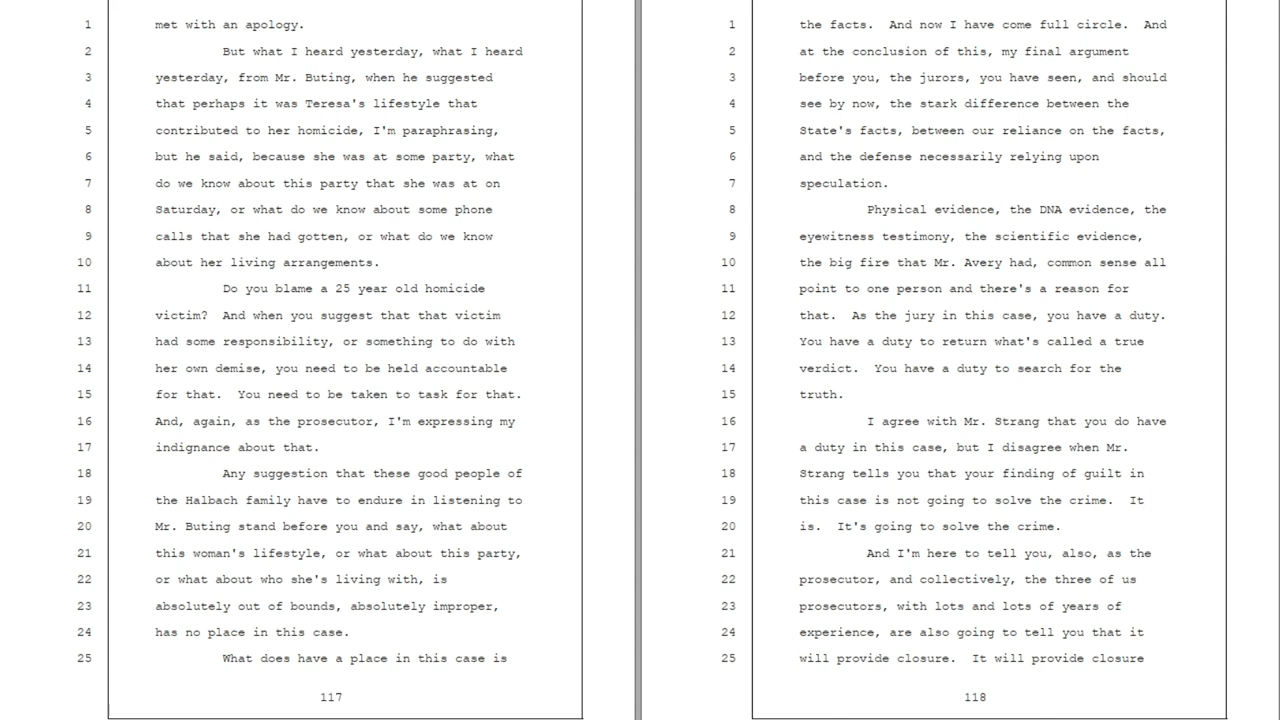 1 met with an apology.
2 But what I heard yesterday, what I heard
3 yesterday, from Mr. Buting, when he suggested
4 that perhaps it was Teresa's lifestyle that
5 contributed to her homicide, I'm paraphrasing,
6 but he said, because she was at some party, what
7 do we know about this party that she was at on
8 Saturday, or what do we know about some phone
9 calls that she had gotten, or what do we know
10 about her living arrangements.
11 Do you blame a 25 year old homicide
12 victim? And when you suggest that that victim
13 had some responsibility, or something to do with
14 her own demise, you need to be held accountable
15 for that. You need to be taken to task for that.
16 And, again, as the prosecutor, I'm expressing my
17 indignance about that.
18 Any suggestion that these good people of
19 the Halbach family have to endure in listening to
20 Mr. Buting stand before you and say, what about
21 this woman's lifestyle, or what about this party,
22 or what about who she's living with, is
23 absolutely out of bounds, absolutely improper,
24 has no place in this case.
25 What does have a place in this case is
117
1 the facts. And now I have come full circle. And
2 at the conclusion of this, my final argument
3 before you, the jurors, you have seen, and should
4 see by now, the stark difference between the
5 State's facts, between our reliance on the facts,
6 and the defense necessarily relying upon
7 speculation.
8 Physical evidence, the DNA evidence, the
9 eyewitness testimony, the scientific evidence,
10 the big fire that Mr. Avery had, common sense all
11 point to one person and there's a reason for
12 that. As the jury in this case, you have a duty.
13 You have a duty to return what's called a true
14 verdict. You have a duty to search for the
15 truth.
16 I agree with Mr. Strang that you do have
17 a duty in this case, but I disagree when Mr.
18 Strang tells you that your finding of guilt in
19 this case is not going to solve the crime. It
20 is. It's going to solve the crime.
21 And I'm here to tell you, also, as the
22 prosecutor, and collectively, the three of us
23 prosecutors, with lots and lots of years of
24 experience, are also going to tell you that it
25 will provide closure. It will provide closure
118